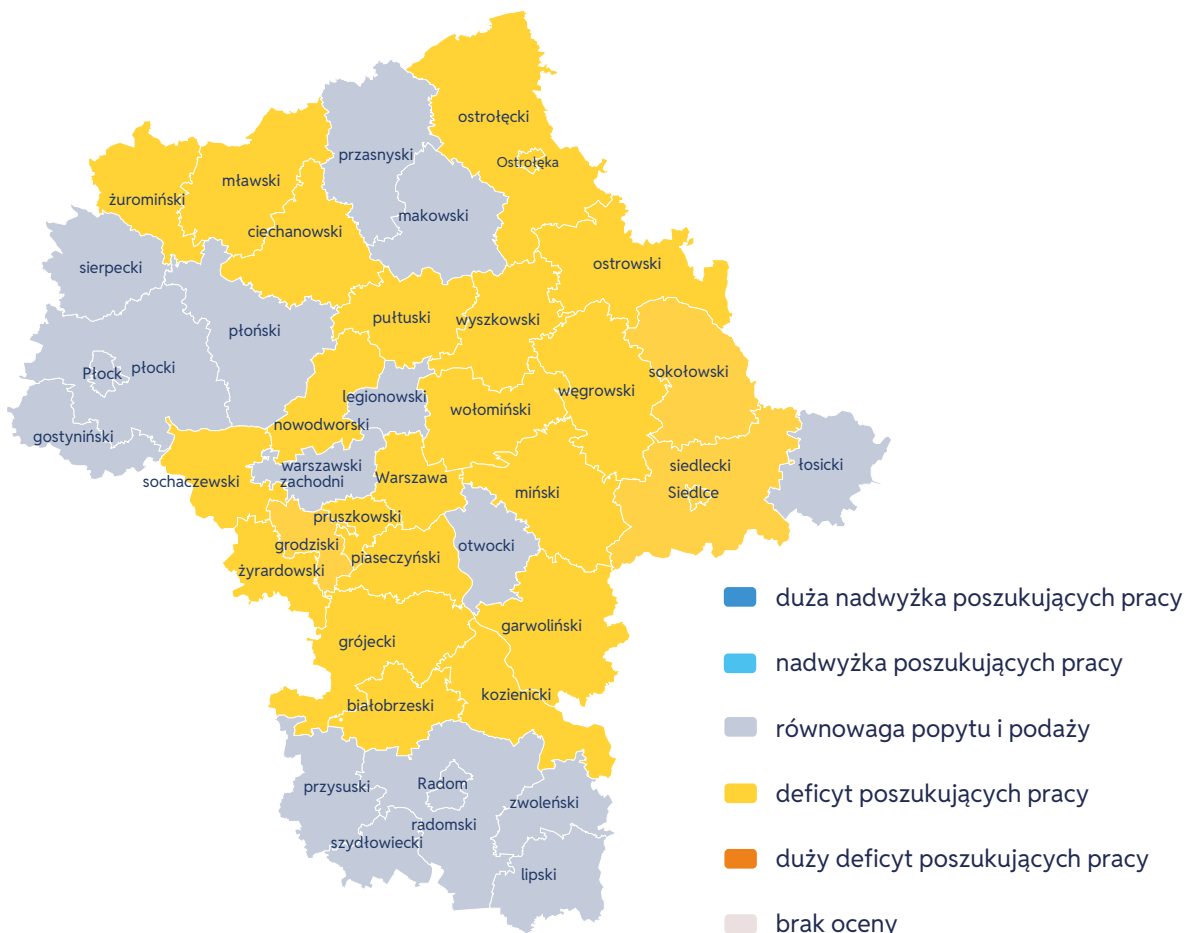 ostrołęcki
przasnyski
Ostrołęka
mławski
żuromiński
makowski
ciechanowski
sierpecki
ostrowski
pułtuski
wyszkowski
płoński
płocki
Płock
sokołowski
węgrowski
legionowski
wołomiński
nowodworski
gostyniński
warszawski
zachodni
siedlecki
łosicki
sochaczewski
Warszawa
miński
Siedlce
pruszkowski
grodziski
otwocki
piaseczyński
żyrardowski
garwoliński
grójecki
kozienicki
białobrzeski
przysuski
Radom
zwoleński
radomski
szydłowiecki
lipski
duża nadwyżka poszukujących pracy
nadwyżka poszukujących pracy
równowaga popytu i podaży
deficyt poszukujących pracy
duży deficyt poszukujących pracy
brak oceny